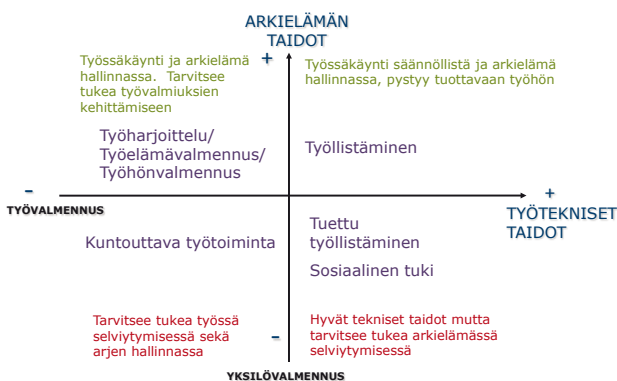 ARKIELÄMÄN
TAIDOT
Työssäkäynti ja arkielämä
hallinnassa. Tarvitsee
tukea työvalmiuksien
kehittämiseen
+
Työssäkäynti säännöllistä ja arkielämä
hallinnassa, pystyy tuottavaan työhön
Työharjoittelu/
Työelämävalmennus/
Työhönvalmennus
Työllistäminen
–
+
TYÖVALMENNUS
TYÖTEKNISET
TAIDOT
Kuntouttava työtoiminta
Tuettu
työllistäminen
Sosiaalinen tuki
Tarvitsee tukea työssä
selviytymisessä sekä
arjen hallinnassa
–
Hyvät tekniset taidot mutta
tarvitsee tukea arkielämässä
selviytymisessä
YKSILÖVALMENNUS